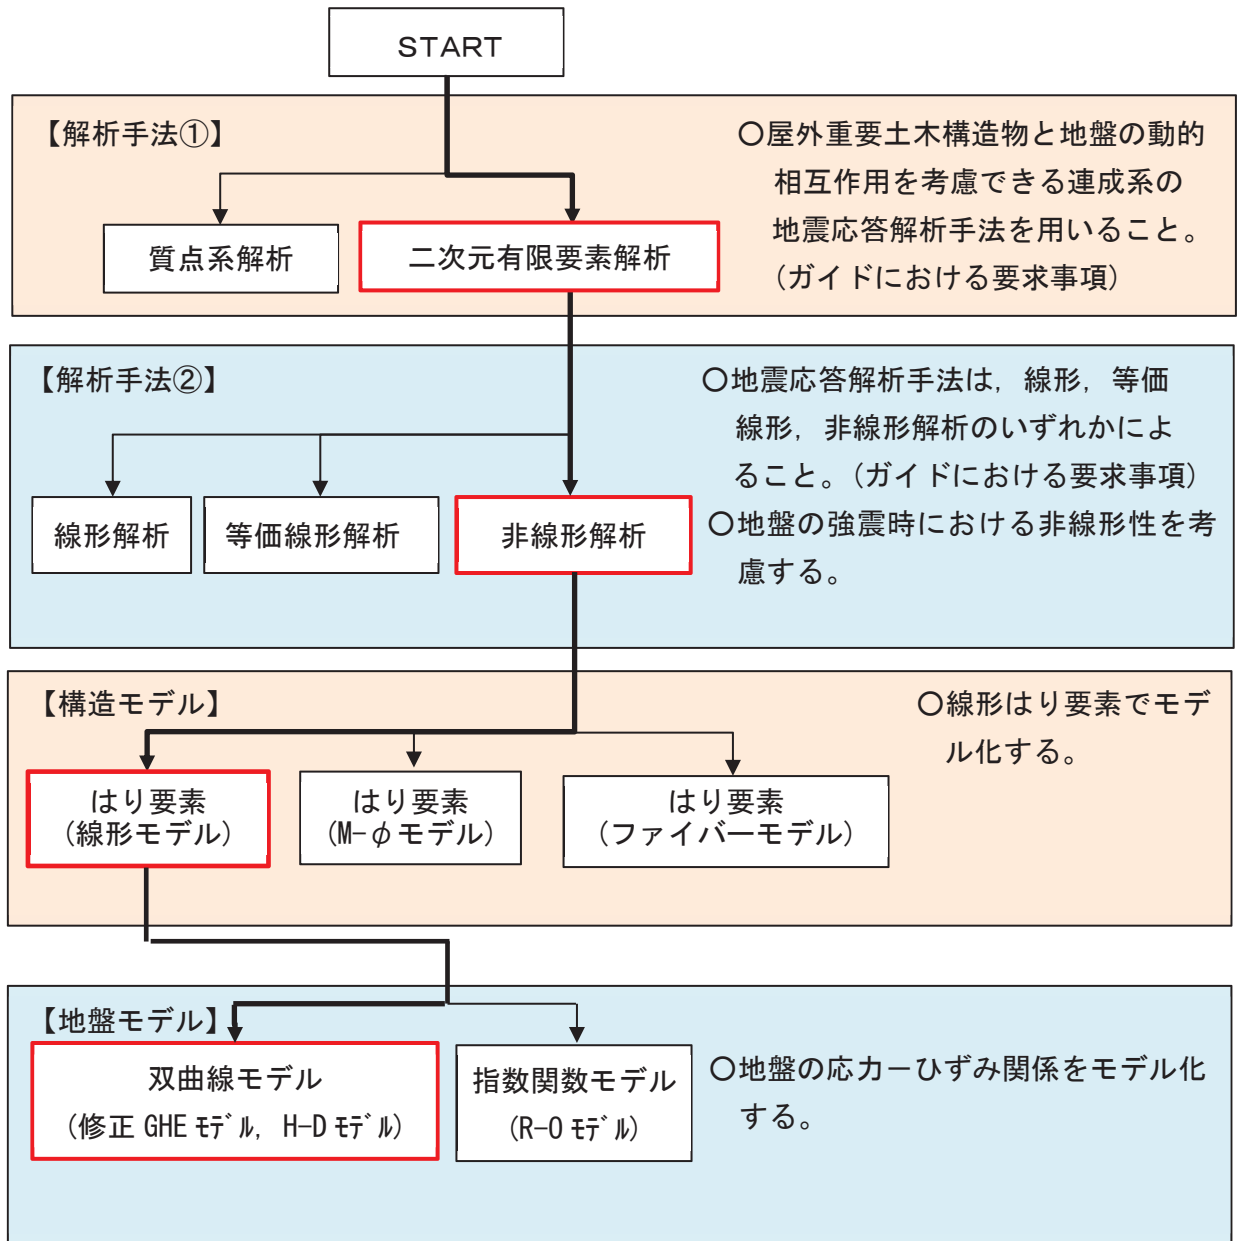 START
【解析手法①】
○屋外重要土木構造物と地盤の動的
相互作用を考慮できる連成系の
地震応答解析手法を用いること。
(ガイドにおける要求事項)
質点系解析
二次元有限要素解析
【解析手法②】
○地震応答解析手法は，線形，等価
線形，非線形解析のいずれかによ
ること。(ガイドにおける要求事項)
○地盤の強震時における非線形性を考
慮する。
線形解析
等価線形解析
非線形解析
【構造モデル】
○線形はり要素でモデ
ル化する。
はり要素
(線形モデル)
はり要素
(M-φモデル)
はり要素
(ファイバーモデル)
【地盤モデル】
双曲線モデル
(修正 GHE ﾓﾃﾞﾙ，H-D ﾓﾃﾞﾙ)
指数関数モデル
(R-O ﾓﾃﾞﾙ)
○地盤の応力－ひずみ関係をモデル化
する。